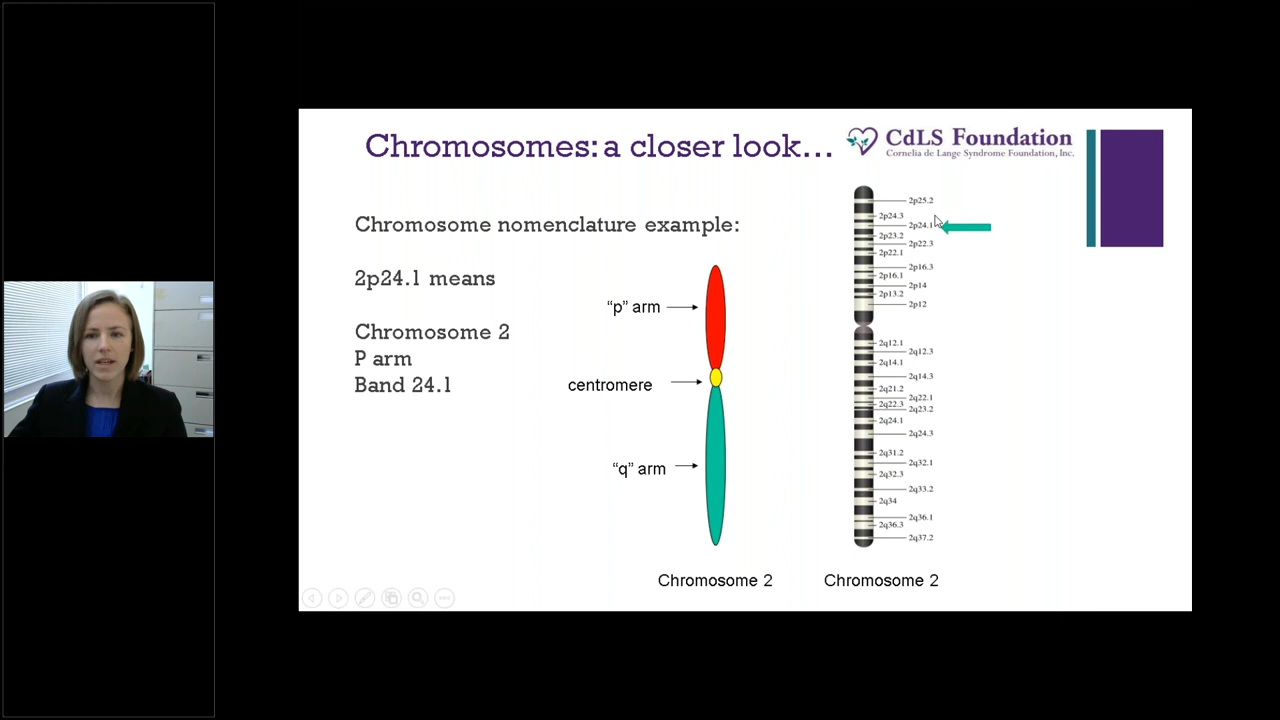 Chromosomes: a closer look...
CdLS Foundation
Cornelia de Lange Syndrome Foundation, Inc.
Chromosome nomenclature example:
2p24.1 means
Chromosome 2
P arm
Band 24.1
"p" arm
centromere
"q" arm
Chromosome 2
2p25.2
2p24.3
2p24.1
2p23.2
2p22.3
2p22.1
2p16.3
2p16.1
2p14
2p13.2
2p12
2q12.1
2q12.3
2q14.1
2q14.3
2q21.2
2q22.1
2q22.3
2q23.2
2q24.1
2q24.3
2q31.2
2q32.1
2q32.3
2q33.2
2q34
2q36.1
2q36.3
2q37.2
Chromosome 2